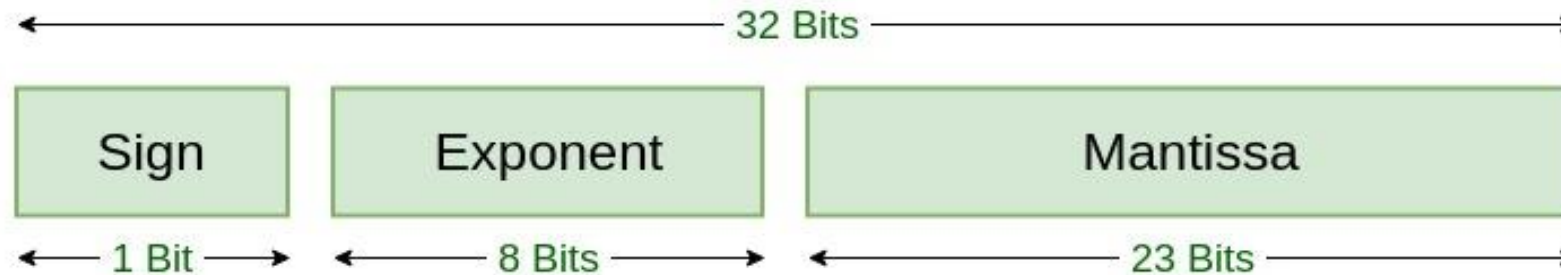 32 Bits
Sign Exponent Mantissa
1 Bit 8 Bits 23 Bits